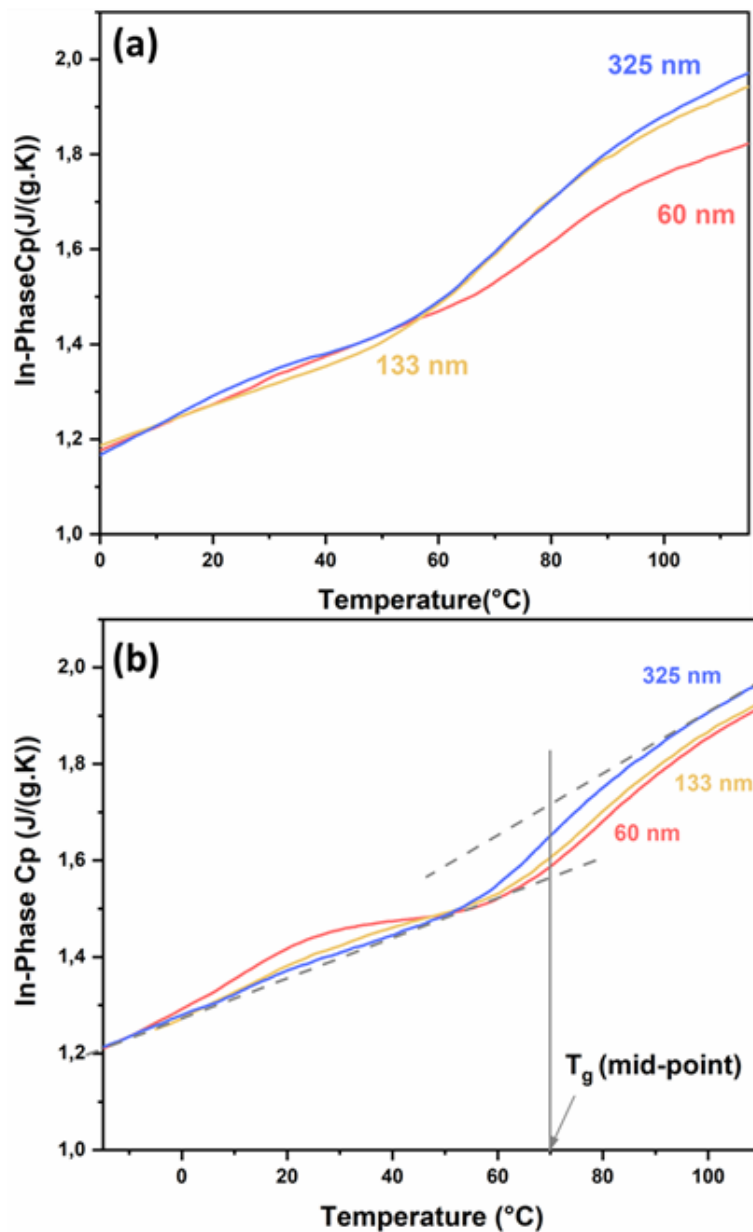 (a)
325 nm
60 nm
133 nm
In-PhaseCp(J/(g.K))
2,0
1,8
1,6
1,4
1,2
1,0
0 20 40 60 80 100
Temperature(°C)
(b)
325 nm
133 nm
60 nm
In-Phase Cp (J/(g.K))
2,0
1,8
1,6
1,4
1,2
1,0
Tg (mid-point)
0 20 40 60 80 100
Temperature (°C)